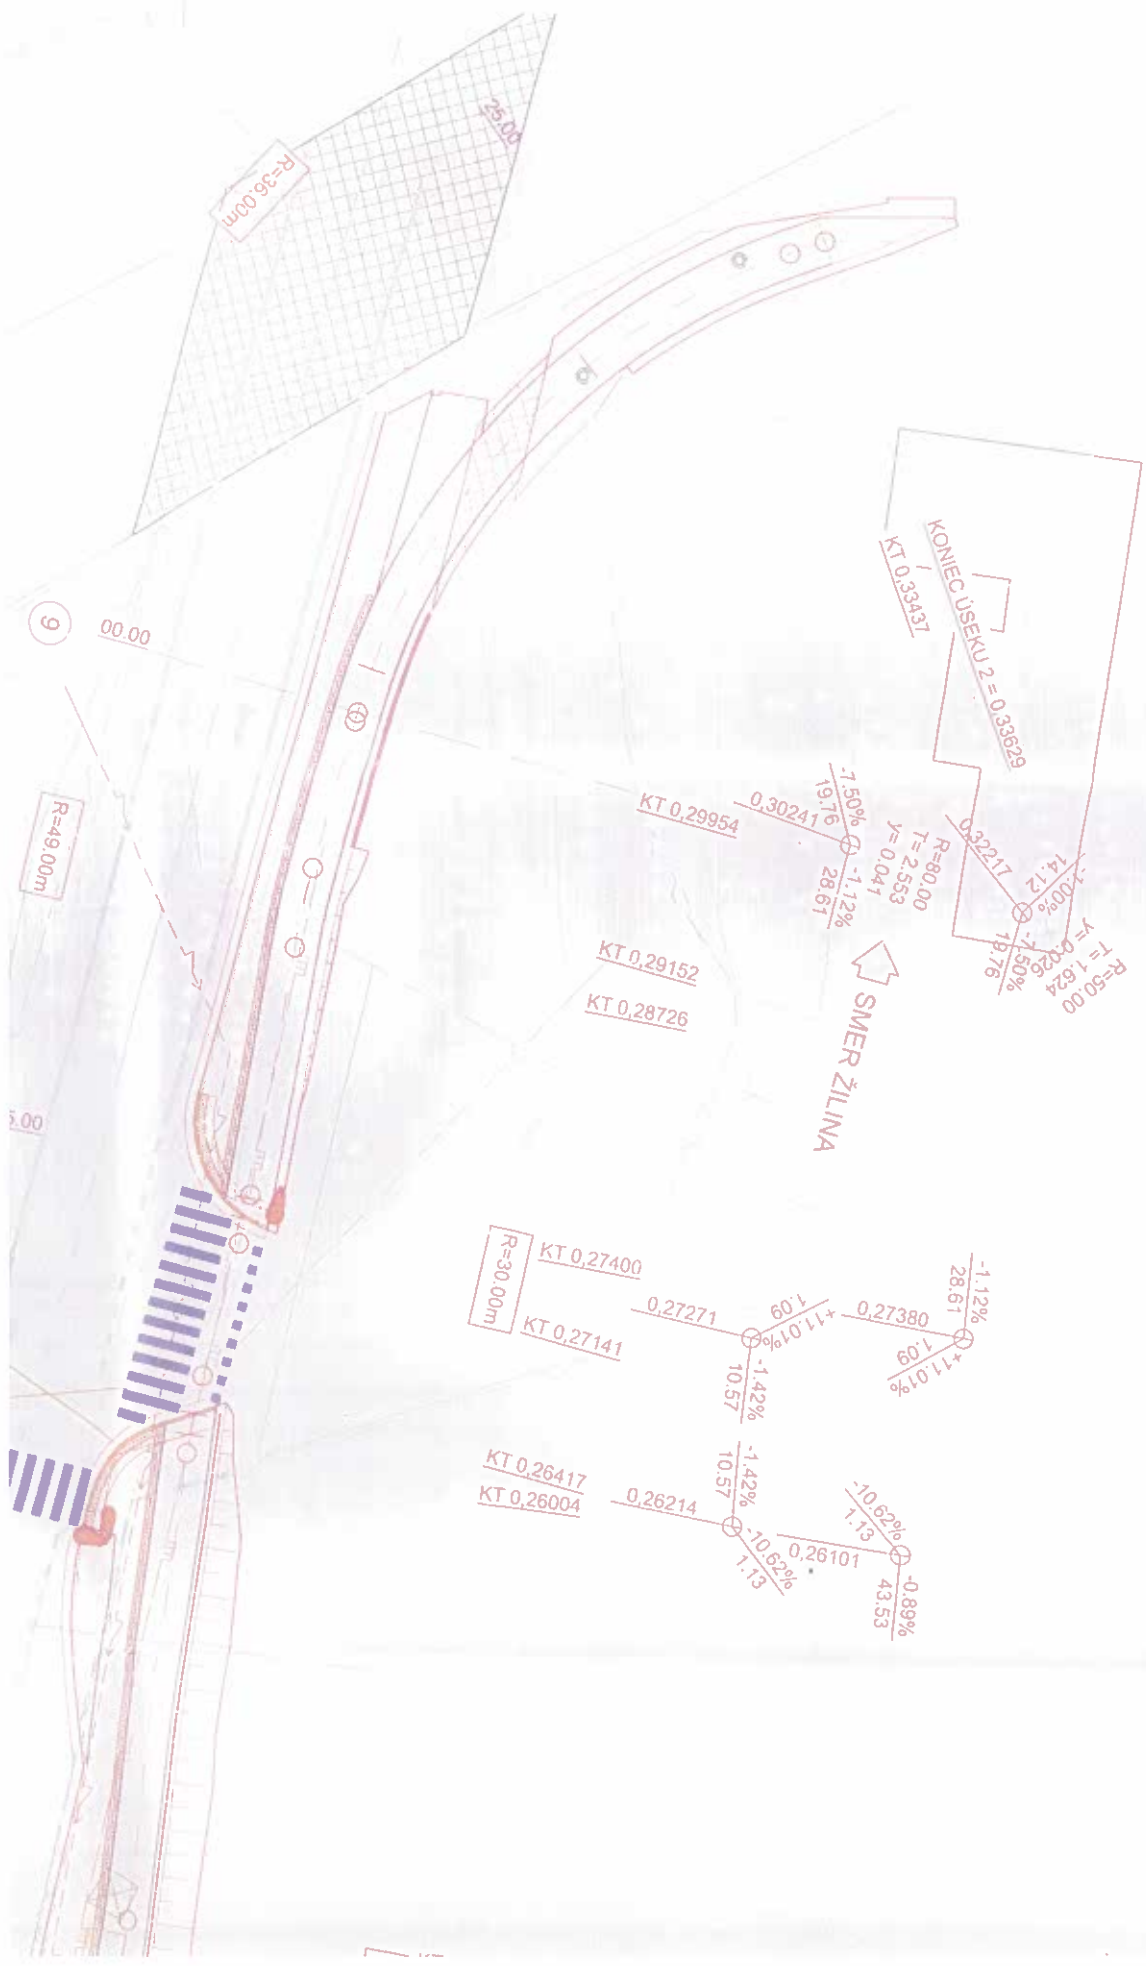 25.00
R=36.00m
9
00.00
R=49.00m
5.00
KONIEC ÚSEKU 2 = 0,33629
KT 0,33437
0,32217
-1.00%
14.12
-7.50%
19.76
R=50.00
T= 1.624
y= 0.026
KT 0,29954
0,30241
-7.50%
19.76
-1.12%
28.61
R=80.00
T= 2.553
y= 0.041
KT 0,29152
KT 0,28726
SMER ŽILINA
R=30.00m
KT 0,27400
KT 0,27141
0,27271
1.09
+11.01%
-1.42%
10.57
0,27380
-1.12%
28.61
1.09
+11.01%
KT 0,26417
KT 0,26004
0,26214
-1.42%
10.57
-10.62%
1.13
0,26101
-10.62%
1.13
-0.89%
43.53